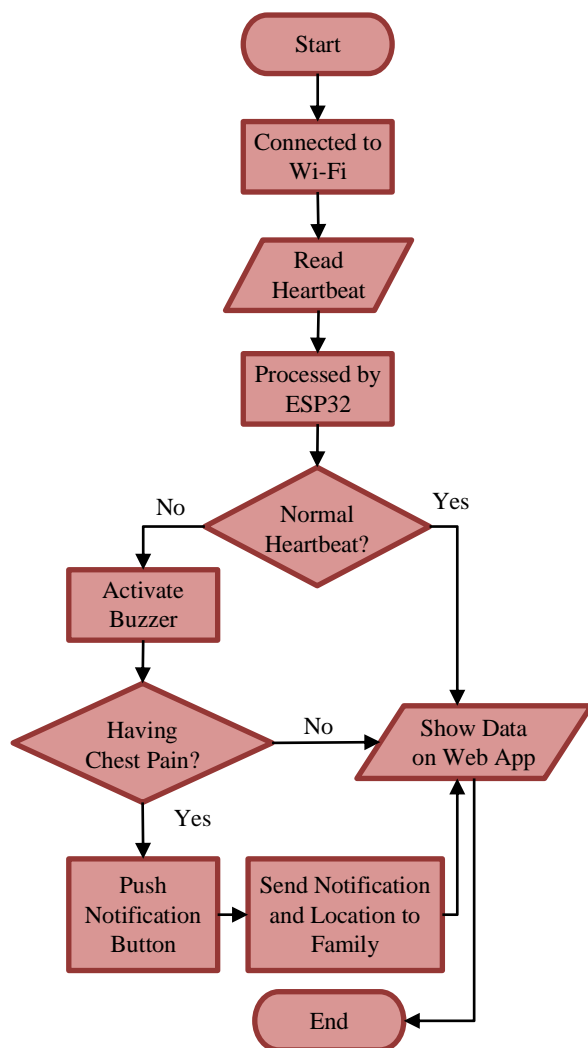 Start
Connected to
Wi-Fi
Read
Heartbeat
Processed by
ESP32
No
Yes
Normal
Heartbeat?
Activate
Buzzer
Having
Chest Pain?
No
Show Data
on Web App
Yes
Push
Notification
Button
Send Notification
and Location to
Family
End